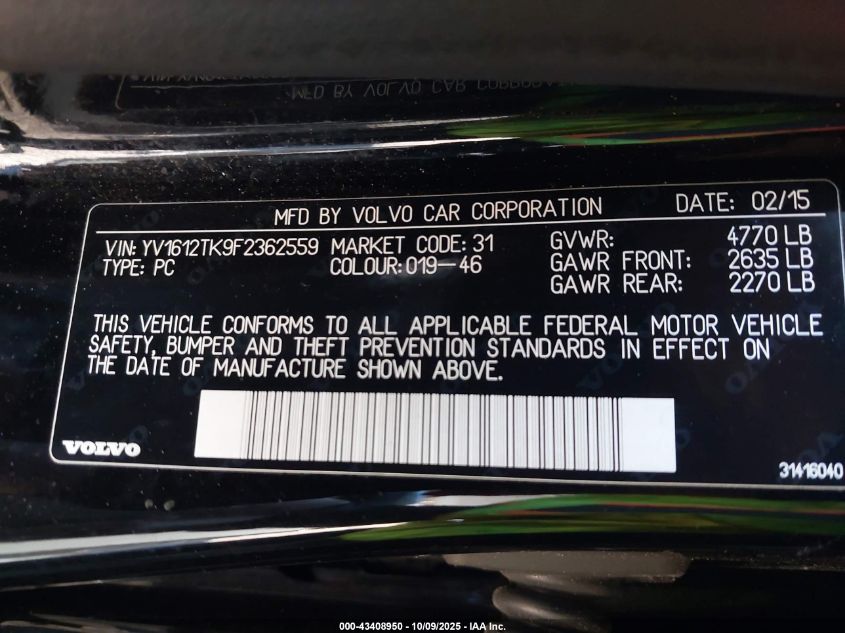 MFD BY VOLVO CAR CORPORATION DATE: 02/15
VIN: YV1612TK9F2362559 MARKET CODE: 31 GVWR: 4770 LB
TYPE: PC COLOUR: 019-46 GAWR FRONT: 2635 LB
GAWR REAR: 2270 LB
THIS VEHICLE CONFORMS TO ALL APPLICABLE FEDERAL MOTOR VEHICLE
SAFETY, BUMPER AND THEFT PREVENTION STANDARDS IN EFFECT ON
THE DATE OF MANUFACTURE SHOWN ABOVE.
VOLVO
31416040
000-43408950 - 10/09/2025 - IAA Inc.